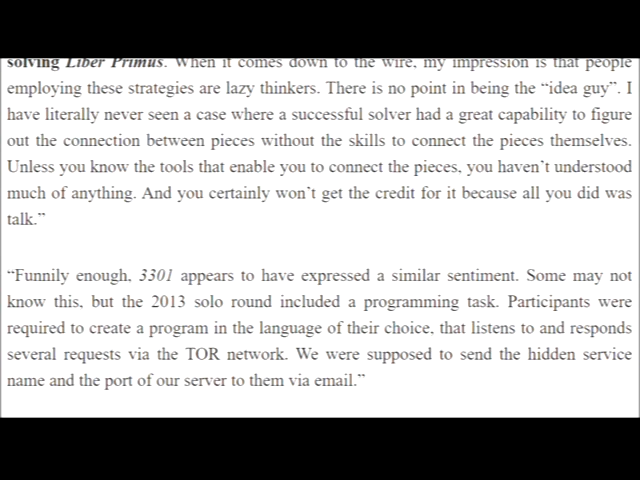 solving Liber Primus. When it comes down to the wire, my impression is that people
employing these strategies are lazy thinkers. There is no point in being the “idea guy”. I
have literally never seen a case where a successful solver had a great capability to figure
out the connection between pieces without the skills to connect the pieces themselves.
Unless you know the tools that enable you to connect the pieces, you haven’t understood
much of anything. And you certainly won’t get the credit for it because all you did was
talk.”
“Funnily enough, 3301 appears to have expressed a similar sentiment. Some may not
know this, but the 2013 solo round included a programming task. Participants were
required to create a program in the language of their choice, that listens to and responds
several requests via the TOR network. We were supposed to send the hidden service
name and the port of our server to them via email.”